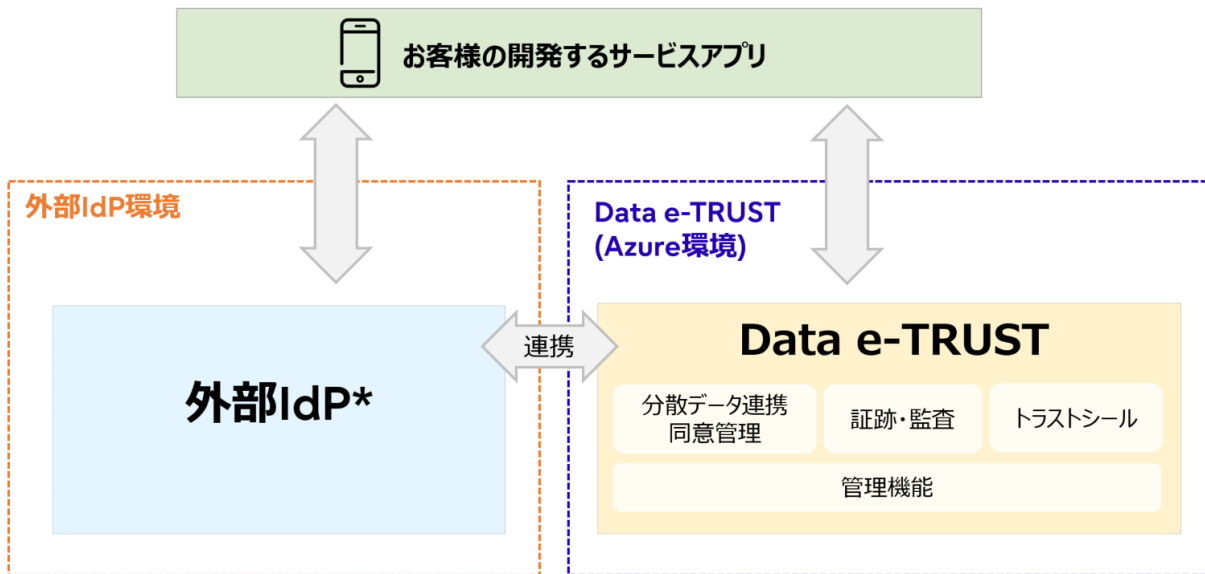 お客様の開発するサービスアプリ
外部IdP環境
Data e-TRUST
(Azure環境)
外部IdP*
連携
Data e-TRUST
分散データ連携
同意管理
証跡・監査
トラストシール
管理機能